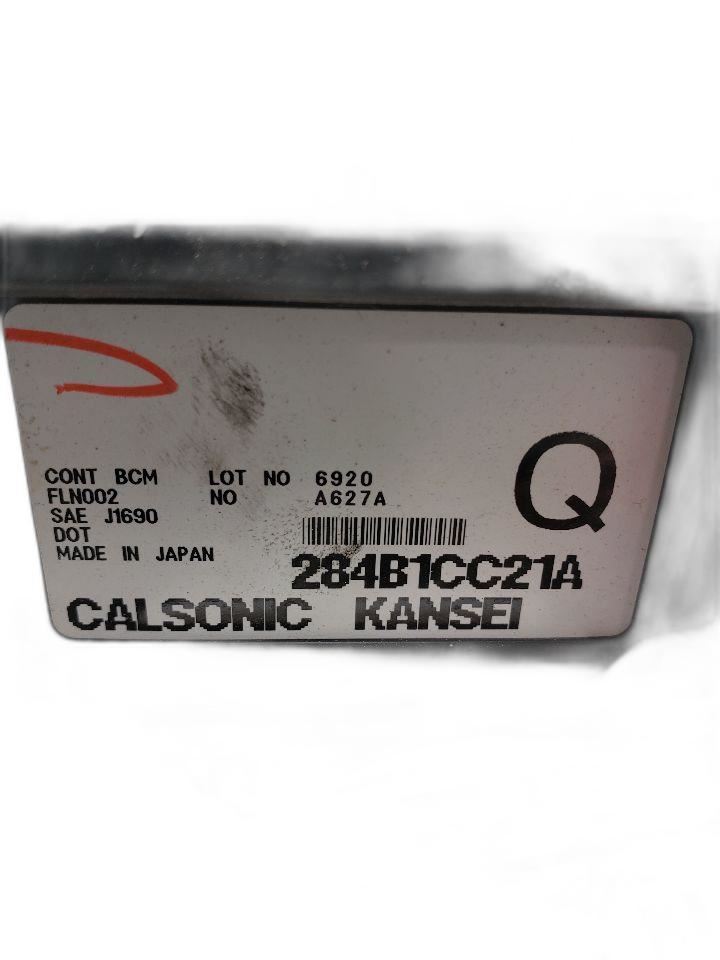 CONT BCM LOT NO 6920
FLN002 NO A627A
SAE J1690
DOT
MADE IN JAPAN
Q
284B1CC21A
CALSONIC KANSEI